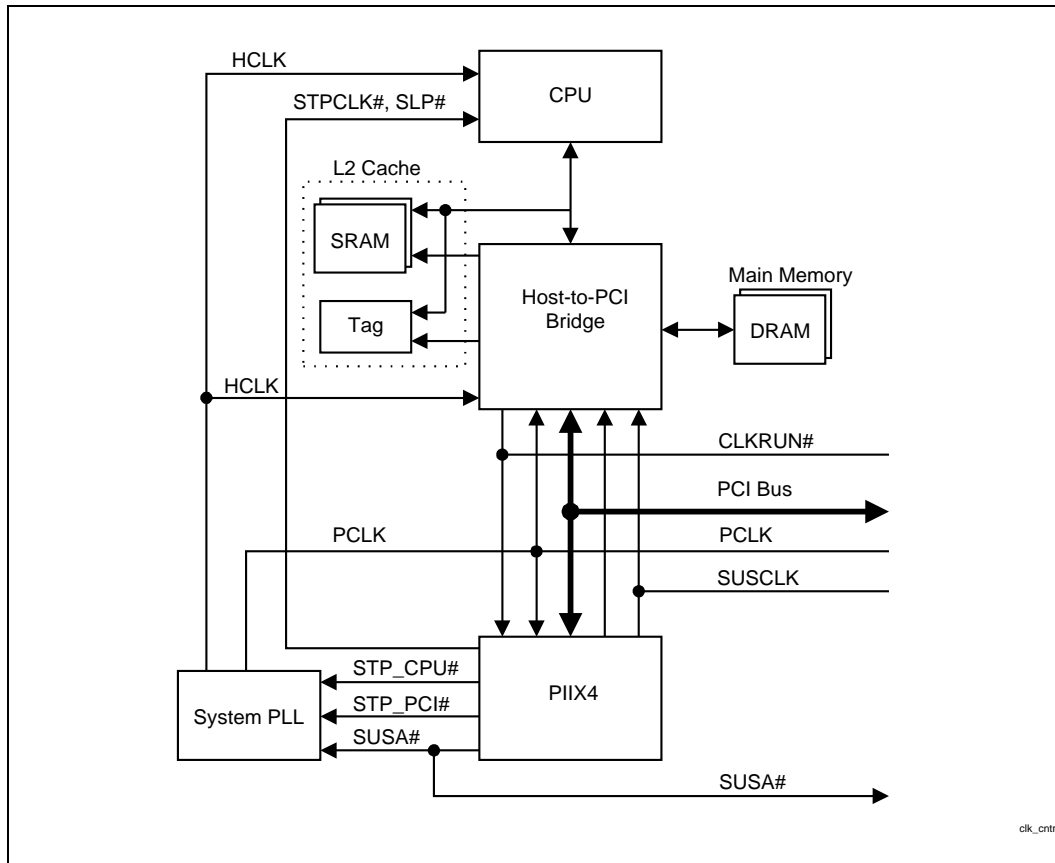 HCLK
CPU
STPCLK#, SLP#
L2 Cache
SRAM
Host-to-PCI
Bridge
Main Memory
DRAM
Tag
HCLK
CLKRUN#
PCI Bus
PCLK
PCLK
SUSCLK
STP_CPU#
PIIX4
STP_PCI#
System PLL
SUSA#
SUSA#